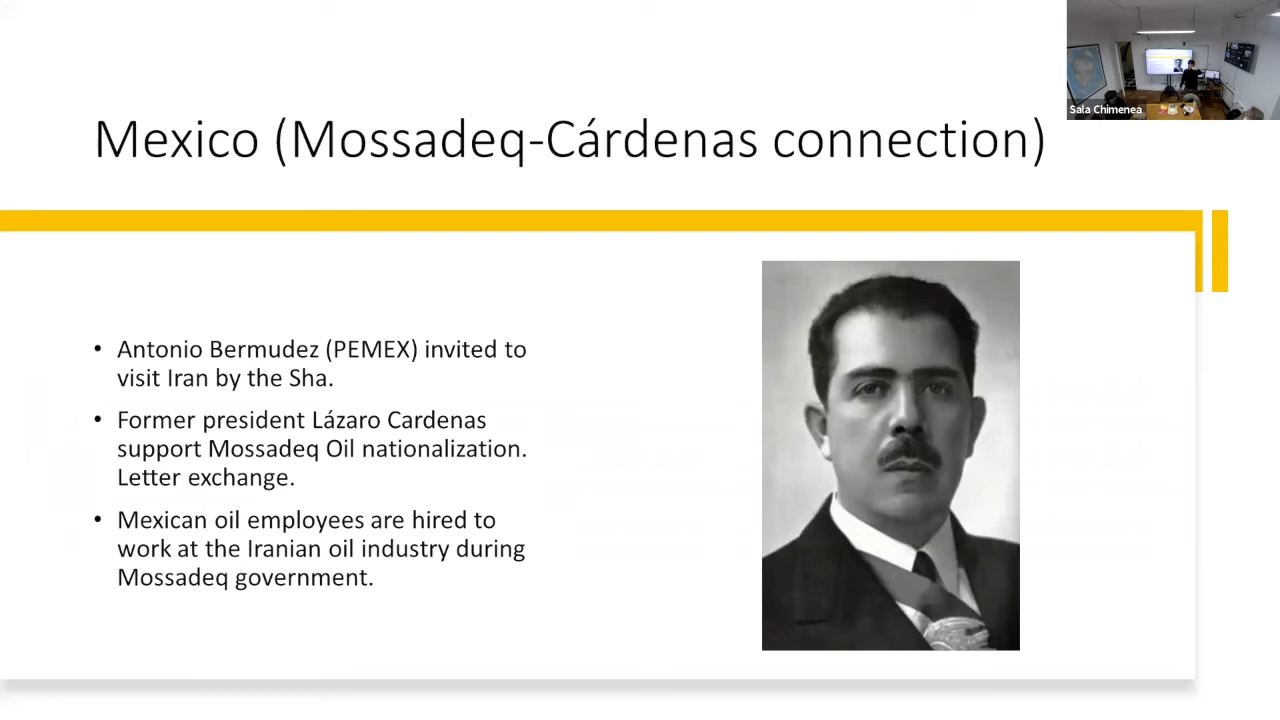 Sala Chimenea
Mexico (Mossadeq-Cárdenas connection)
• Antonio Bermudez (PEMEX) invited to
visit Iran by the Sha.
• Former president Lázaro Cardenas
support Mossadeq Oil nationalization.
Letter exchange.
• Mexican oil employees are hired to
work at the Iranian oil industry during
Mossadeq government.